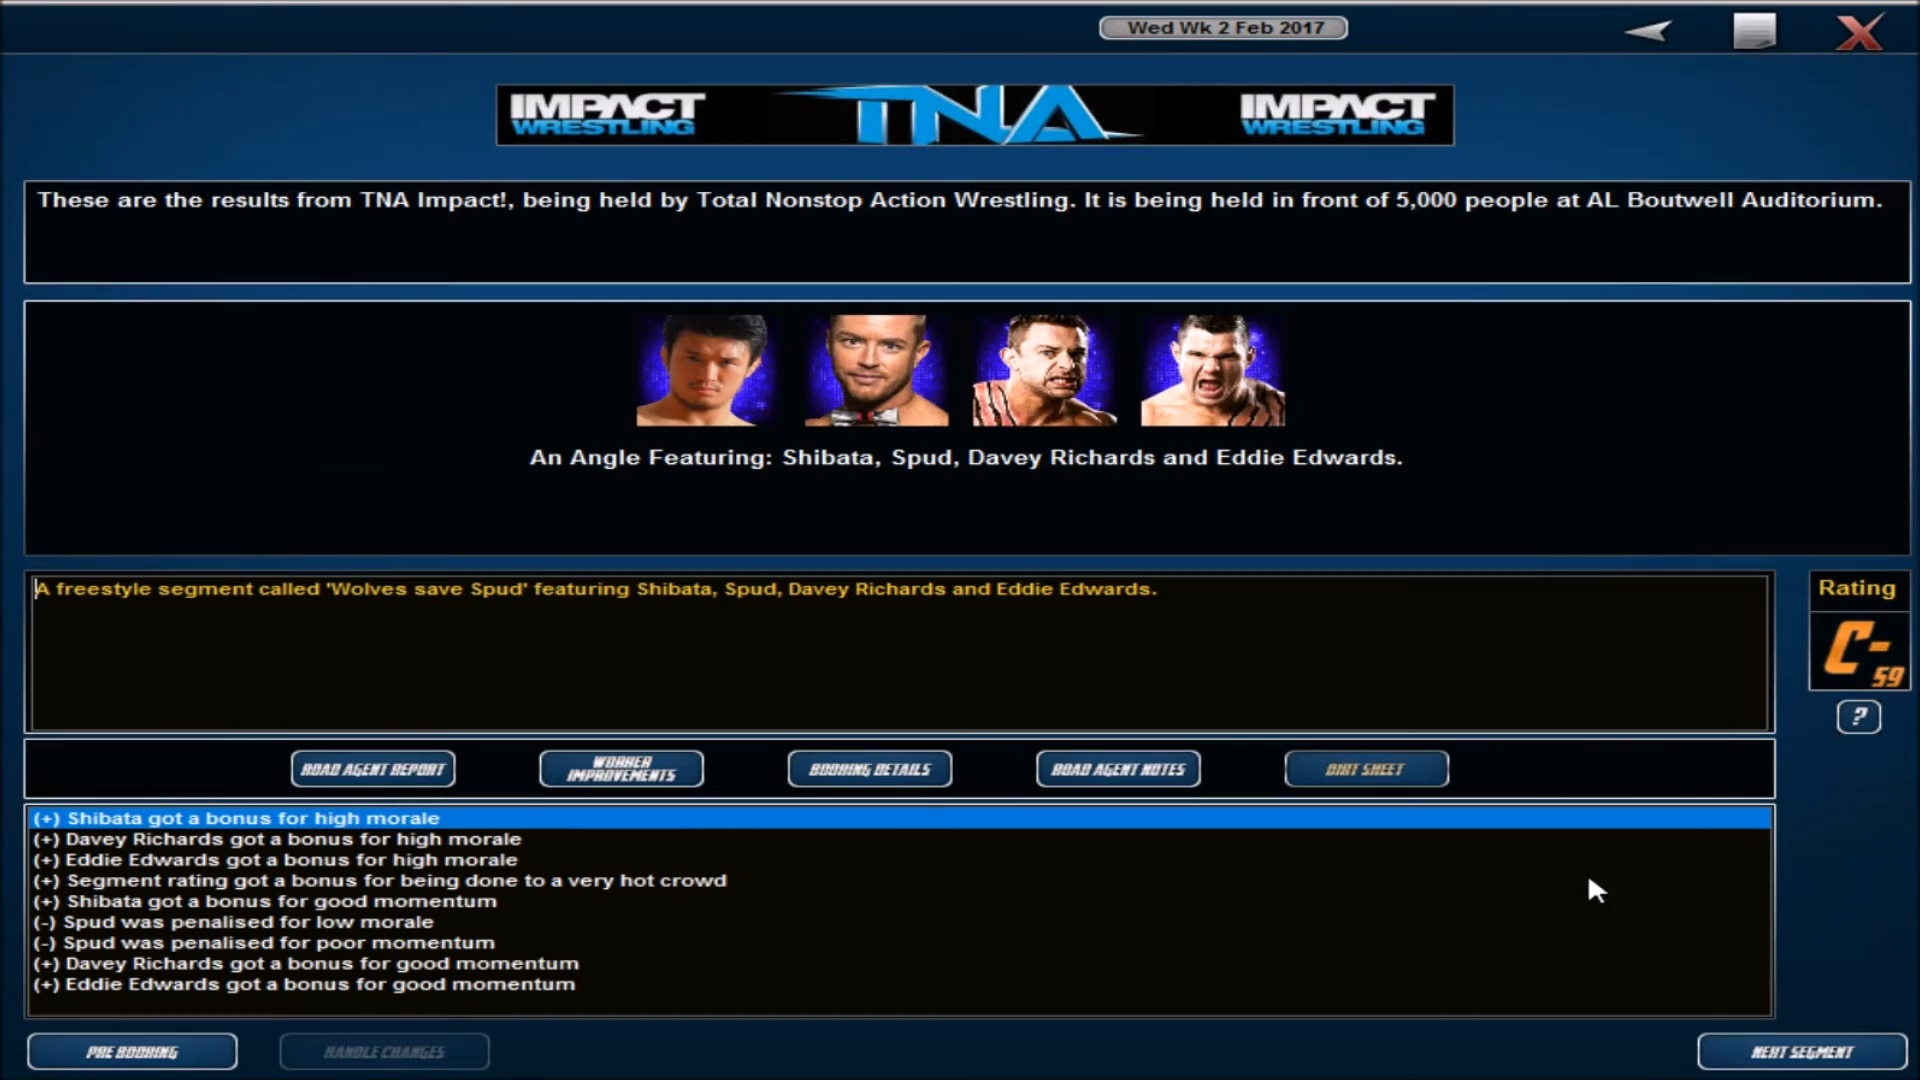 Wed Wk 2 Feb 2017
IMPACT WRESTLING TNA IMPACT WRESTLING
These are the results from TNA Impact!, being held by Total Nonstop Action Wrestling. It is being held in front of 5,000 people at AL Boutwell Auditorium.
An Angle Featuring: Shibata, Spud, Davey Richards and Eddie Edwards.
A freestyle segment called 'Wolves save Spud' featuring Shibata, Spud, Davey Richards and Eddie Edwards.
Rating
C-
59
?
ROAD AGENT REPORT
WORKER IMPROVEMENTS
BOOKING DETAILS
ROAD AGENT NOTES
DIRT SHEET
(+) Shibata got a bonus for high morale
(+) Davey Richards got a bonus for high morale
(+) Eddie Edwards got a bonus for high morale
(+) Segment rating got a bonus for being done to a very hot crowd
(+) Shibata got a bonus for good momentum
(-) Spud was penalised for low morale
(-) Spud was penalised for poor momentum
(+) Davey Richards got a bonus for good momentum
(+) Eddie Edwards got a bonus for good momentum
PRE BOOKING
HANDLE CHANGES
NEXT SEGMENT